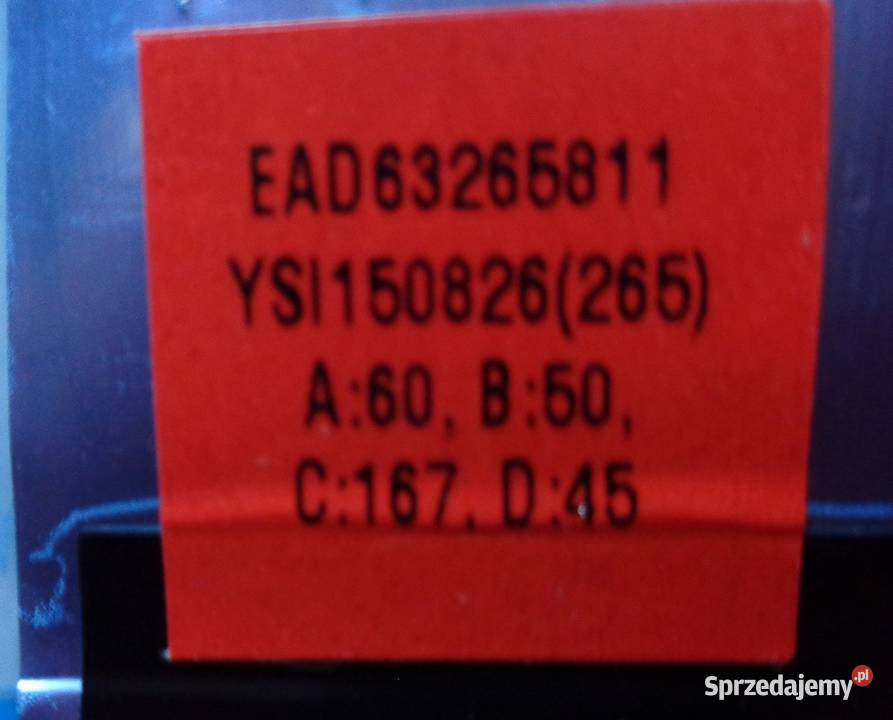 EAD63265811
YSI150826(265)
A:60, B:50,
C:167, D:45
Sprzedajemy.pl